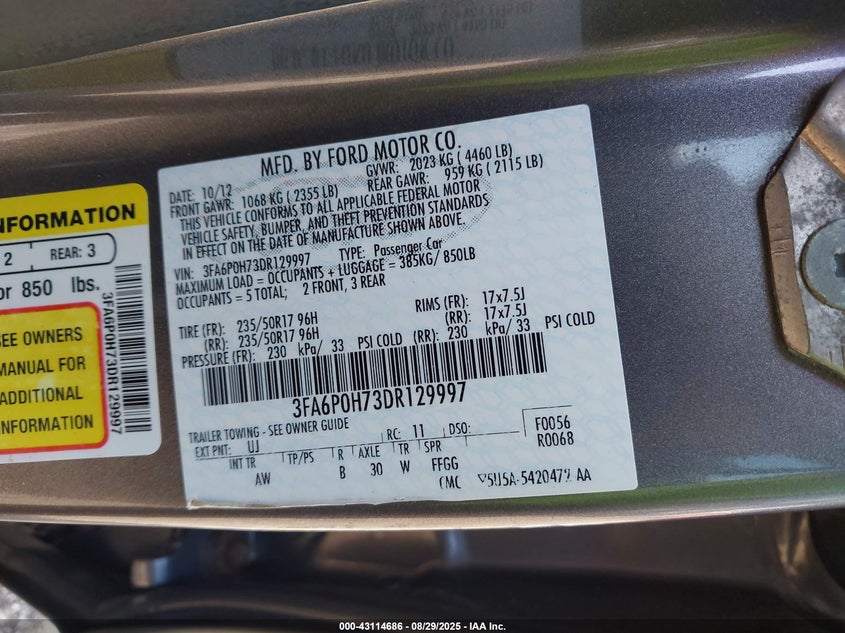 NFORMATION
2 REAR: 3
or 850 lbs.
SEE OWNERS
MANUAL FOR
ADDITIONAL
INFORMATION
3FA6P0H73DR129997
MFD. BY FORD MOTOR CO.
DATE: 10/12 GVWR: 2023 KG ( 4460 LB)
FRONT GAWR: 1068 KG ( 2355 LB) REAR GAWR: 959 KG ( 2115 LB)
THIS VEHICLE CONFORMS TO ALL APPLICABLE FEDERAL MOTOR
VEHICLE SAFETY, BUMPER, AND THEFT PREVENTION STANDARDS
IN EFFECT ON THE DATE OF MANUFACTURE SHOWN ABOVE.
VIN: 3FA6P0H73DR129997 TYPE: Passenger Car
MAXIMUM LOAD = OCCUPANTS + LUGGAGE = 385KG/ 850LB
OCCUPANTS = 5 TOTAL; 2 FRONT, 3 REAR
TIRE (FR): 235/50R17 96H RIMS (FR): 17x7.5J
(RR): 235/50R17 96H (RR): 17x7.5J
PRESSURE (FR): 230 kPa/ 33 PSI COLD (RR): 230 kPa/ 33 PSI COLD
3FA6P0H73DR129997
TRAILER TOWING - SEE OWNER GUIDE F0056
EXT PNT: UJ RC: 11 DSO: R0068
INT TR TP/PS R AXLE TR SPR
AW B 30 W FFGG
000-43114686 - 08/29/2025 - IAA Inc.